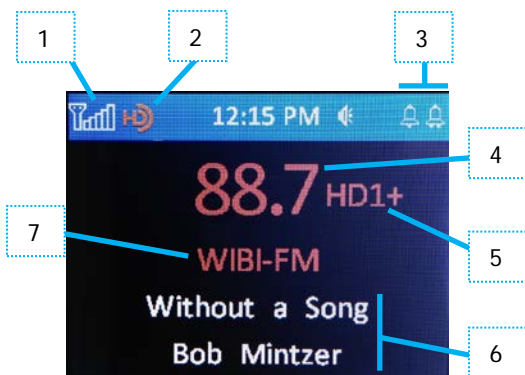 1
2
3
HD
12:15 PM
4
88.7 HD1+
7
WIBI-FM
5
Without a Song
Bob Mintzer
6